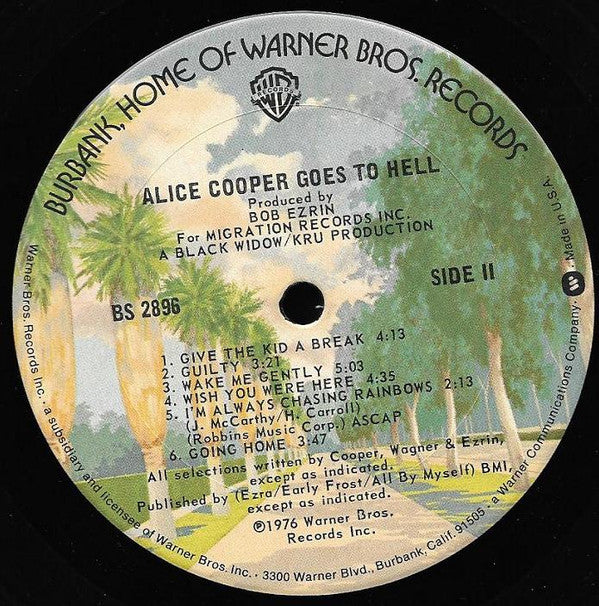 BURBANK, HOME OF WARNER BROS. RECORDS
RECORDS
ALICE COOPER GOES TO HELL
Produced by
BOB EZRIN
For MIGRATION RECORDS INC.
A BLACK WIDOW/KRU PRODUCTION
SIDE II
BS 2896
1. GIVE THE KID A BREAK 4:13
2. GUILTY 3:21
3. WAKE ME GENTLY 5:03
4. WISH YOU WERE HERE 4:35
5. I'M ALWAYS CHASING RAINBOWS 2:13
(J. McCarthy/H. Carroll)
(Robbins Music Corp.) ASCAP
6. GOING HOME 3:47
All selections written by Cooper, Wagner & Ezrin,
except as indicated.
Published by (Ezra/Early Frost/All By Myself) BMI,
except as indicated.
℗1976 Warner Bros.
Records Inc.
Warner Bros. Records Inc. • a subsidiary and licensee of Warner Bros. Inc. • 3300 Warner Blvd., Burbank, Calif. 91505 • a Warner Communications Company • Made in U.S.A.